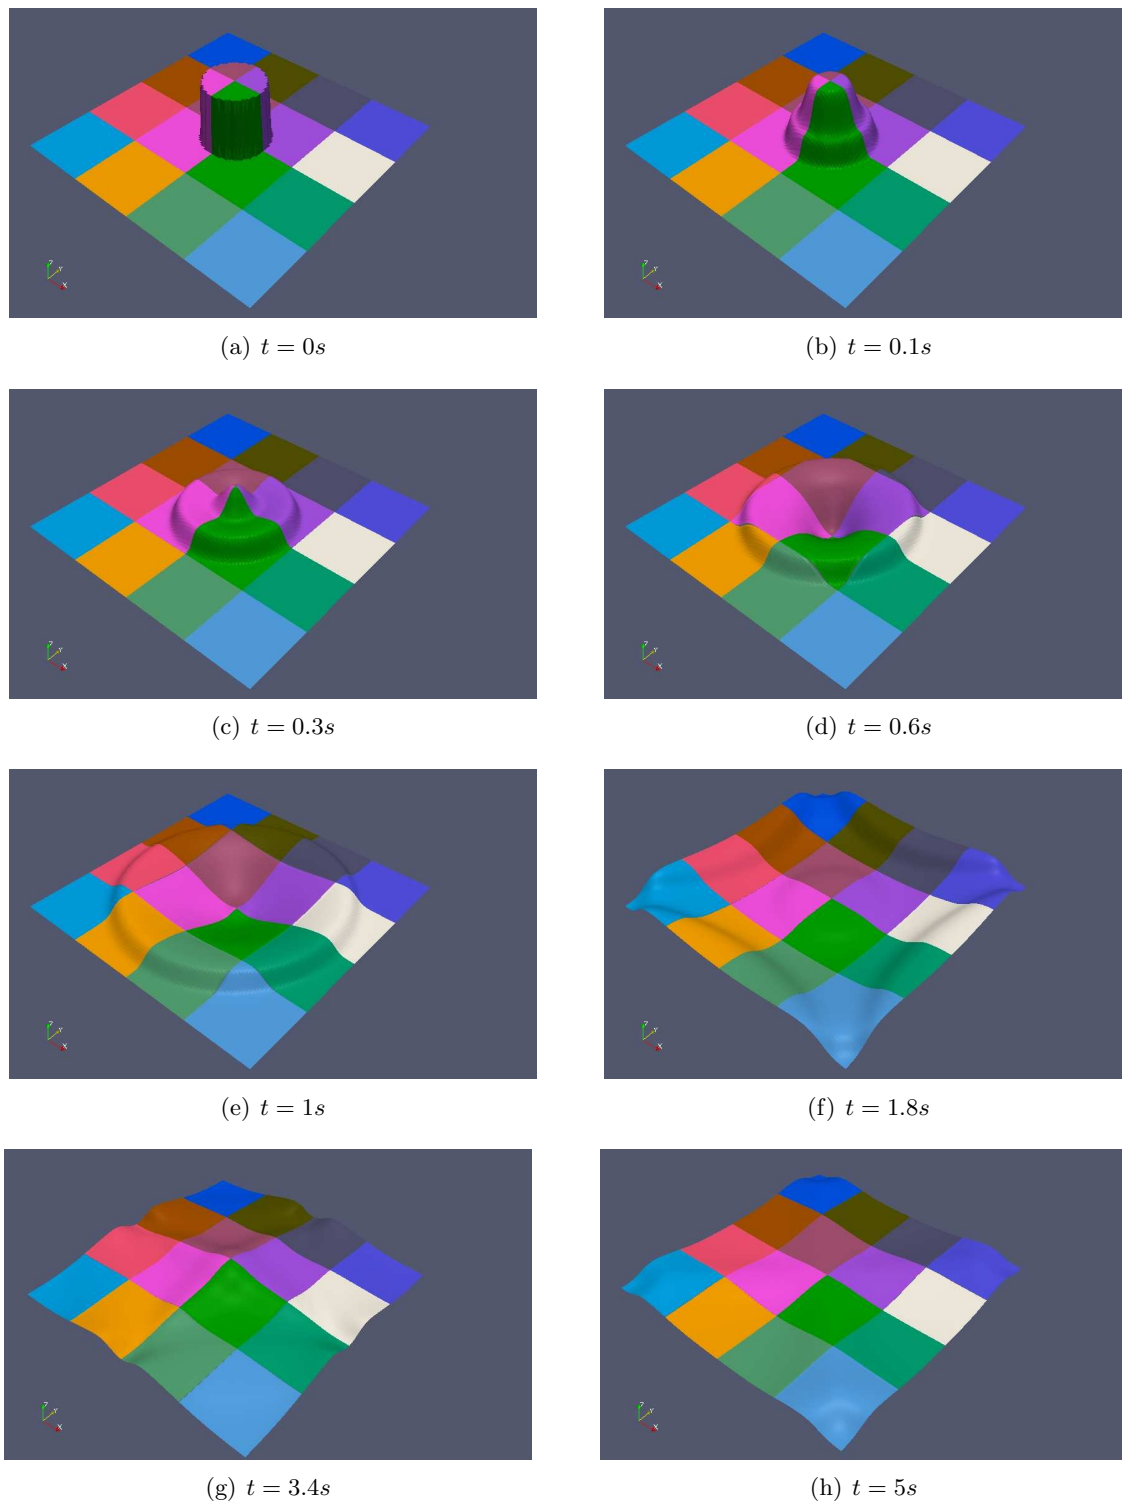 (a) t = 0s
(b) t = 0.1s
(c) t = 0.3s
(d) t = 0.6s
(e) t = 1s
(f) t = 1.8s
(g) t = 3.4s
(h) t = 5s